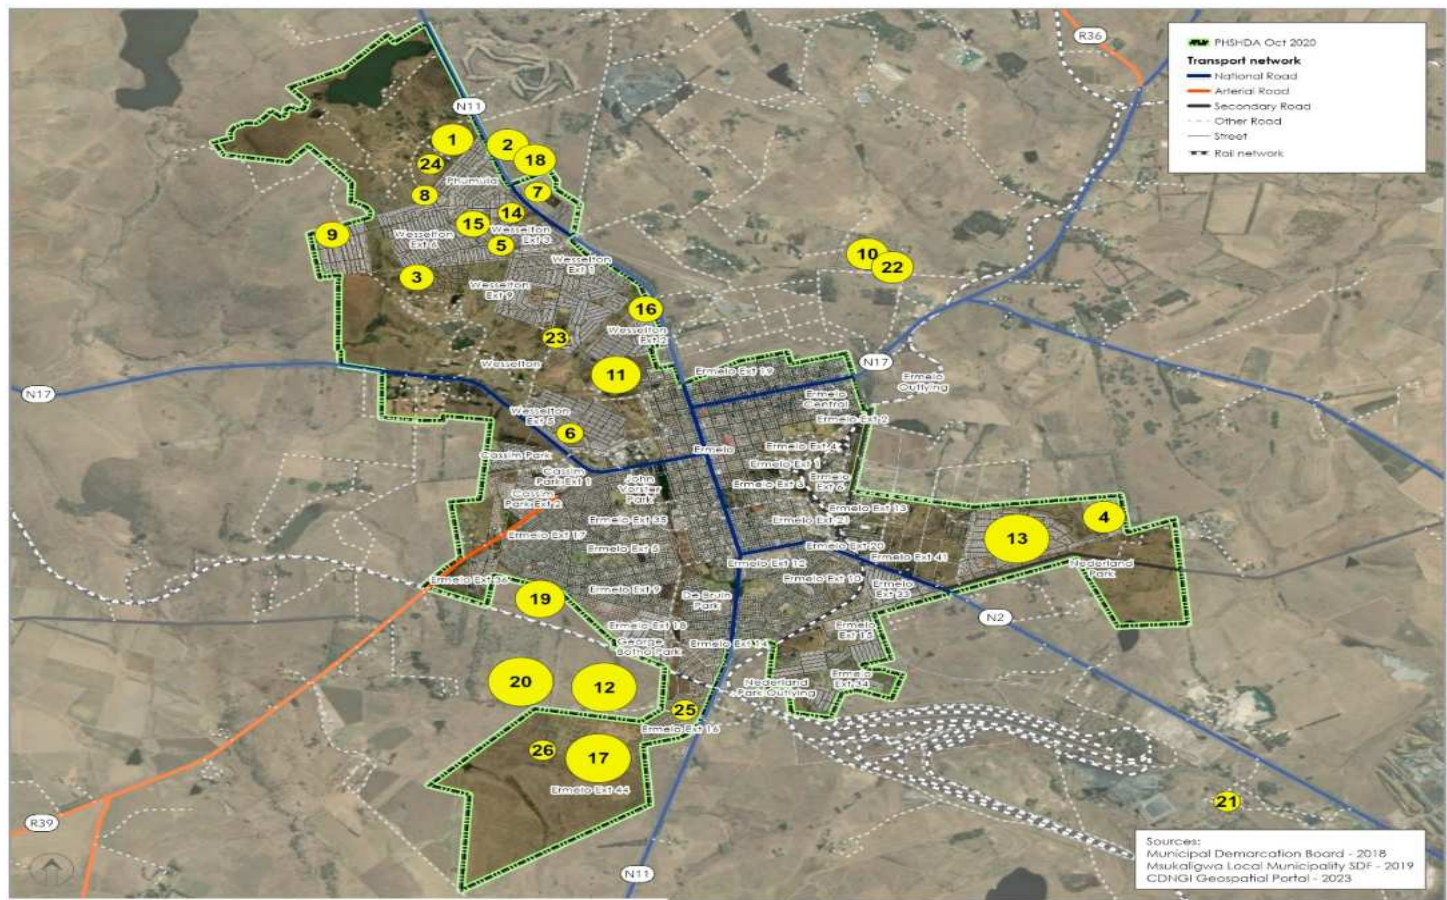 R36
PHSHDA Oct 2020
Transport network
National Road
Arterial Road
Secondary Road
Other Road
Street
Rail network
N11
1
2
18
24
Phumula
7
8
14
15
Wesselton
Ext 3
9
Wesselton
Ext 6
5
Wesselton
Ext 1
10
22
3
Wesselton
Ext 9
16
Wesselton
Ext 2
23
Wesselton
11
N17
Ermelo Ext 19
Ermelo
Outlying
N17
Ermelo
Central
Wesselton
Ext 5
Ermelo Ext 2
6
Ermelo
Ermelo Ext 4
Cassim Park
Ermelo Ext 1
Cassim
Park Ext 1
John
Vorster
Park
Ermelo Ext 3
Ermelo
Ext 6
Cassim
Park Ext 2
Ermelo Ext 13
4
Ermelo Ext 35
Ermelo Ext 21
13
Ermelo Ext 17
Ermelo Ext 5
Ermelo Ext 20
Ermelo Ext 41
Ermelo Ext 12
Nederland
Park
Ermelo Ext 36
Ermelo Ext 9
Ermelo Ext 10
Ermelo
Ext 33
19
De Bruin
Park
N2
Ermelo Ext 18
Ermelo
Ext 15
George
Botha Park
Ermelo Ext 14
20
12
Nederland
Park Outlying
Ermelo
Ext 34
25
Ermelo Ext 16
26
17
Ermelo Ext 44
21
R39
N11
Sources:
Municipal Demarcation Board - 2018
Msukaligwa Local Municipality SDF - 2019
CDNGI Geospatial Portal - 2023